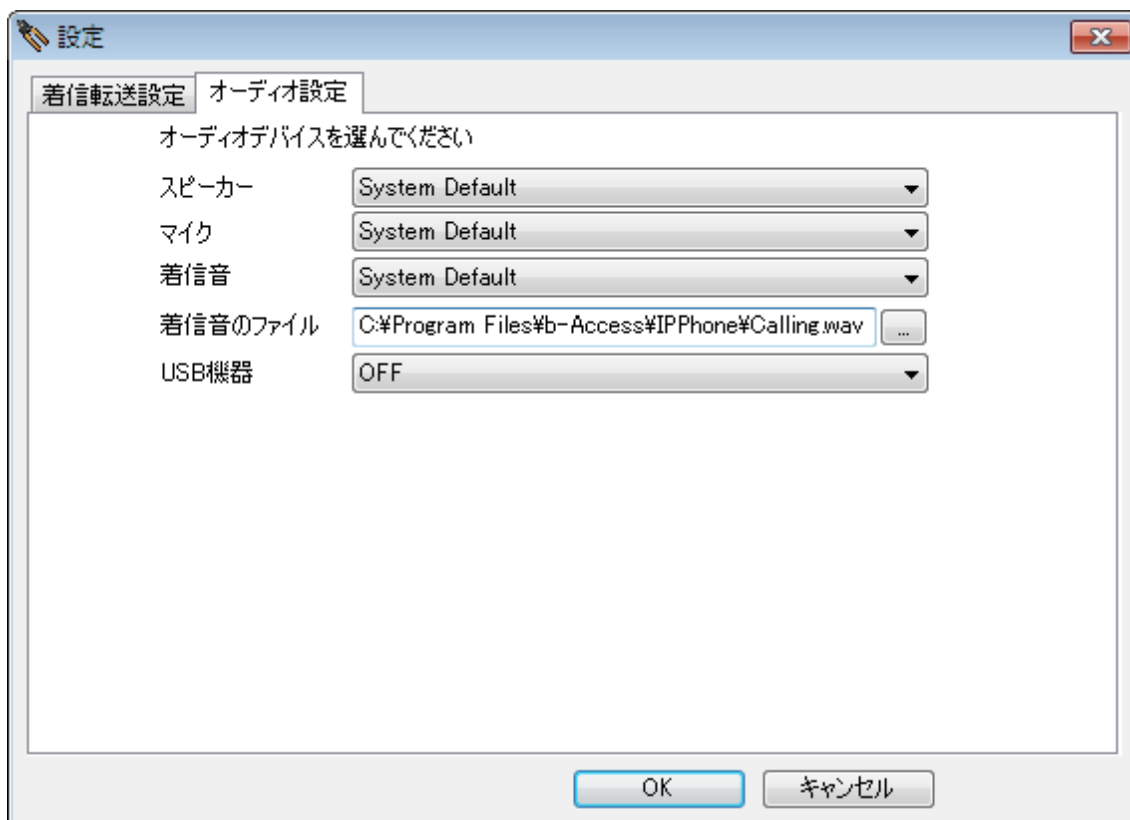 設定
着信転送設定 オーディオ設定
オーディオデバイスを選んでください
スピーカー System Default
マイク System Default
着信音 System Default
着信音のファイル C:¥Program Files¥b-Access¥IPPhone¥Calling.wav ...
USB機器 OFF
OK キャンセル